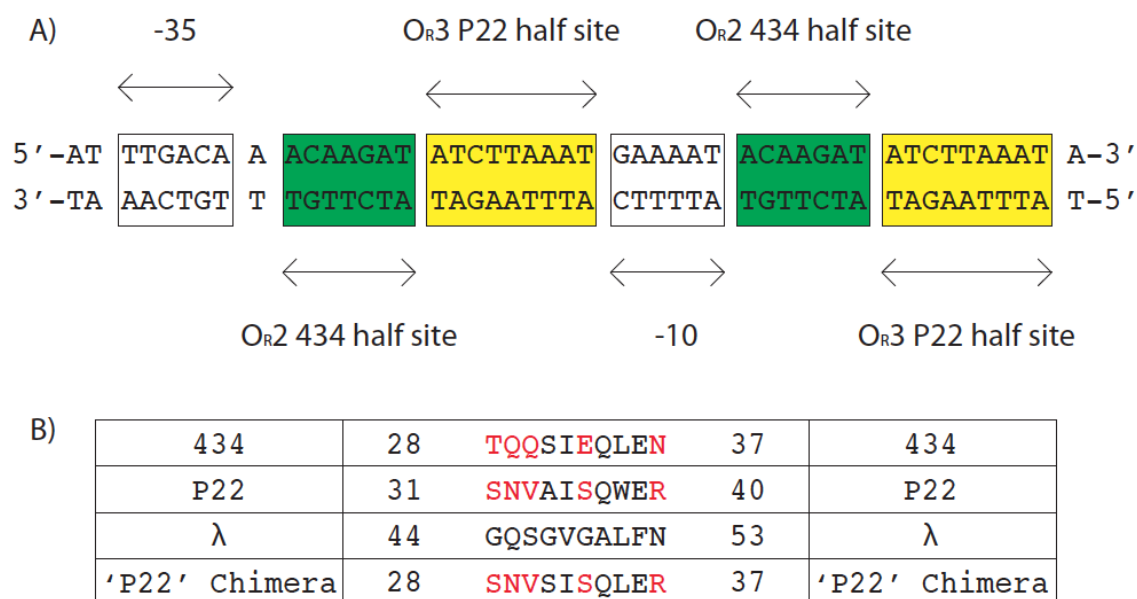 A) -35 OR3 P22 half site OR2 434 half site
5′-AT TTGACA A ACAAGAT ATCTTAAAT GAAAAT ACAAGAT ATCTTAAAT A-3′
3′-TA AACTGT T TGTTCTA TAGAATTTA CTTTTA TGTTCTA TAGAATTTA T-5′
OR2 434 half site -10 OR3 P22 half site
B) 434 28 TQQSIEQLEN 37 434
P22 31 SNVAISQWER 40 P22
λ 44 GQSGVGALFN 53 λ
‘P22’ Chimera 28 SNVSISQLER 37 ‘P22’ Chimera